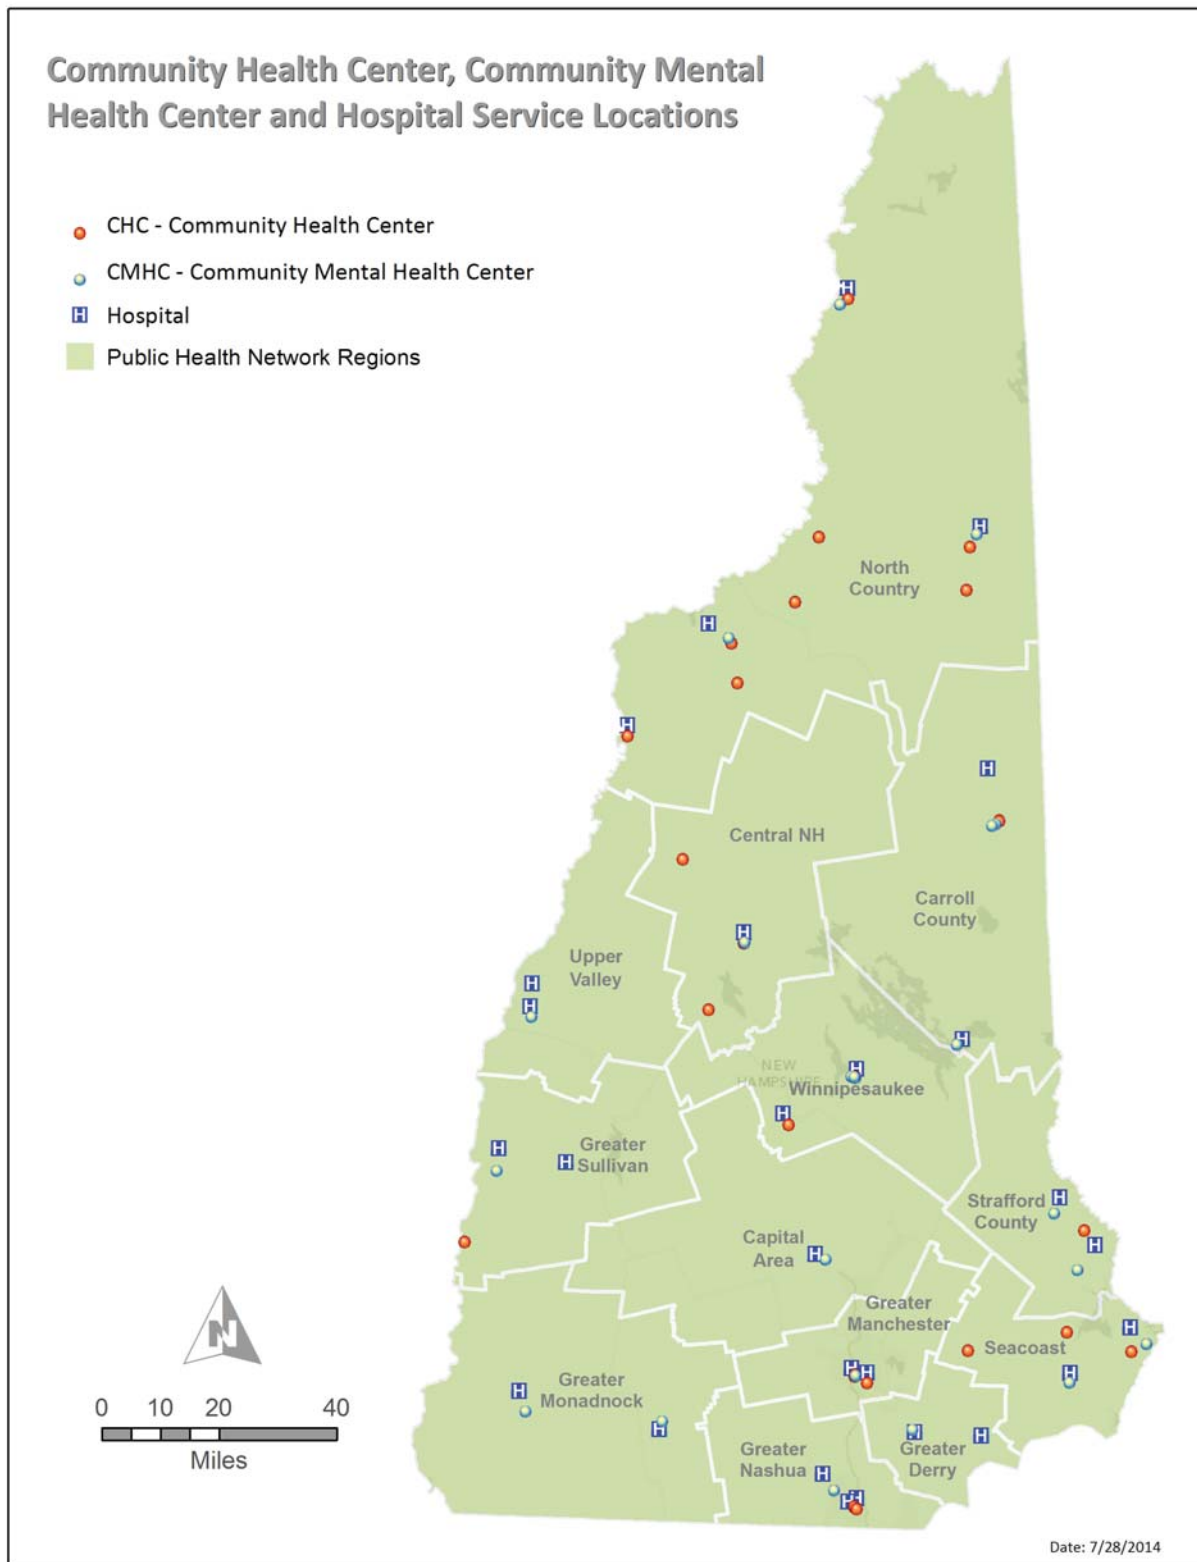 Community Health Center, Community Mental
Health Center and Hospital Service Locations
CHC - Community Health Center
CMHC - Community Mental Health Center
H Hospital
Public Health Network Regions
H
H
North
Country
H
H
H
Central NH
Carroll
County
H
Upper
Valley
H
H
H
NEW
HAMPSHIRE
H
Winnipesaukee
H
H
H
Greater
Sullivan
Strafford
County
H
H
Capital
Area
H
Greater
Manchester
Seacoast
H
H
H
H
N
Greater
Monadnock
H
H
0 10 20 40
Miles
H
H
Greater
Derry
Greater
Nashua
H
H
H
Date: 7/28/2014